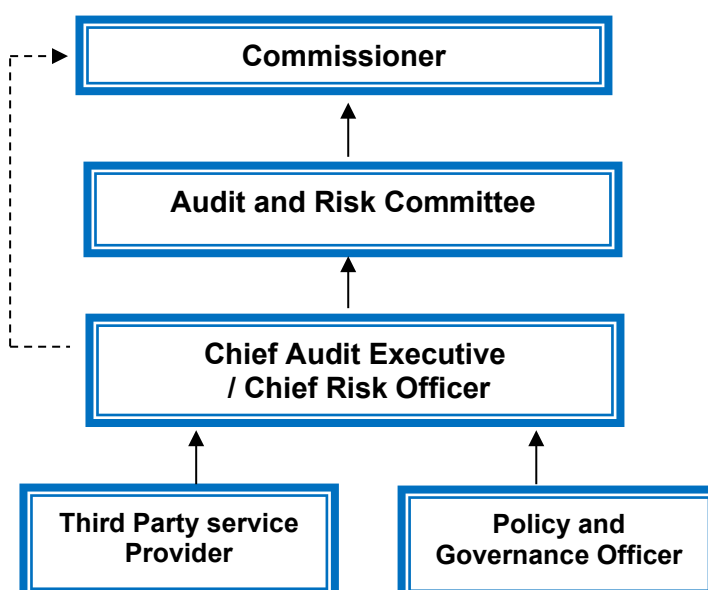 Commissioner
Audit and Risk Committee
Chief Audit Executive
/ Chief Risk Officer
Third Party service
Provider
Policy and
Governance Officer